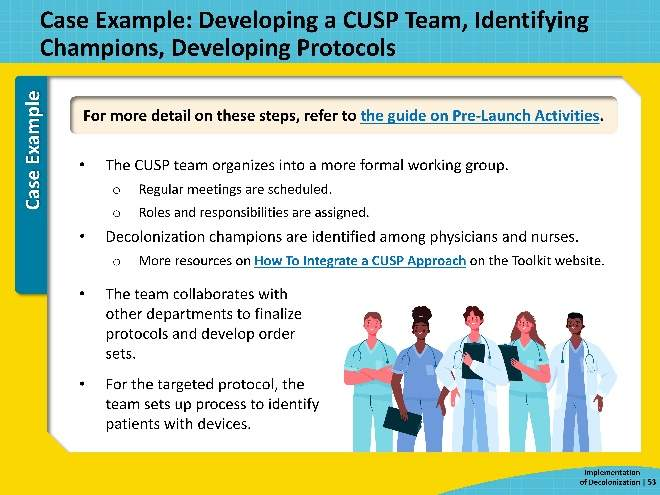 Case Example: Developing a CUSP Team, Identifying
Champions, Developing Protocols
Case Example
For more detail on these steps, refer to the guide on Pre-Launch Activities.
• The CUSP team organizes into a more formal working group.
o Regular meetings are scheduled.
o Roles and responsibilities are assigned.
• Decolonization champions are identified among physicians and nurses.
o More resources on How To Integrate a CUSP Approach on the Toolkit website.
• The team collaborates with
other departments to finalize
protocols and develop order
sets.
• For the targeted protocol, the
team sets up process to identify
patients with devices.
Implementation
of Decolonization | 53